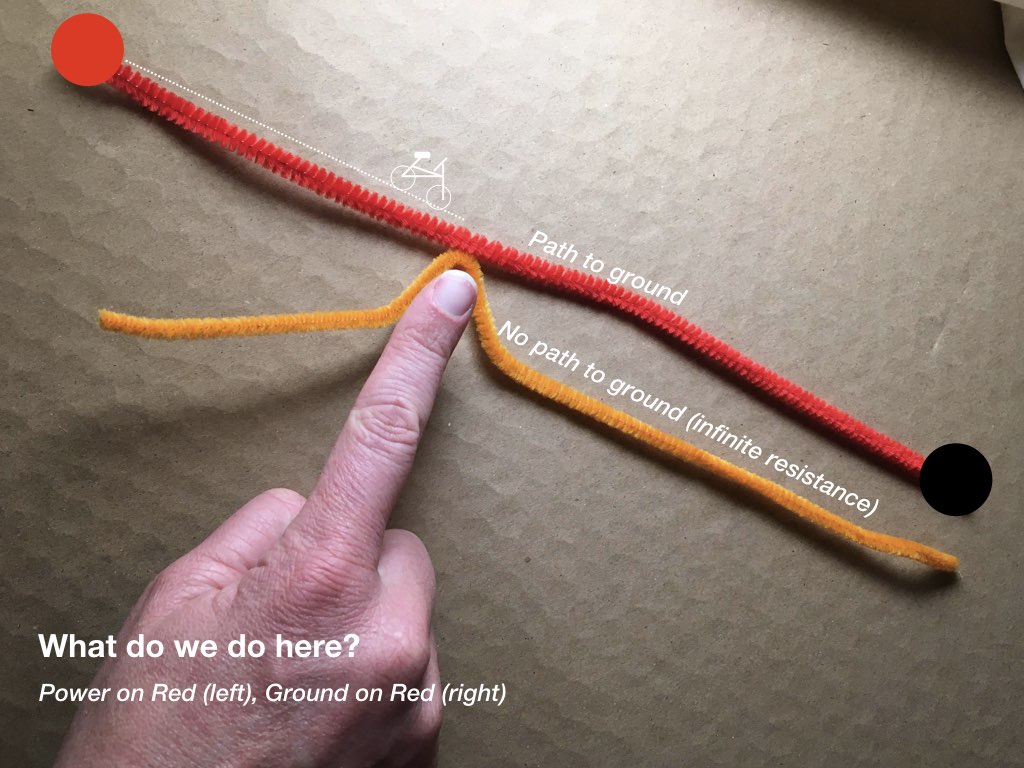 Path to ground
No path to ground (infinite resistance)
What do we do here?
Power on Red (left), Ground on Red (right)